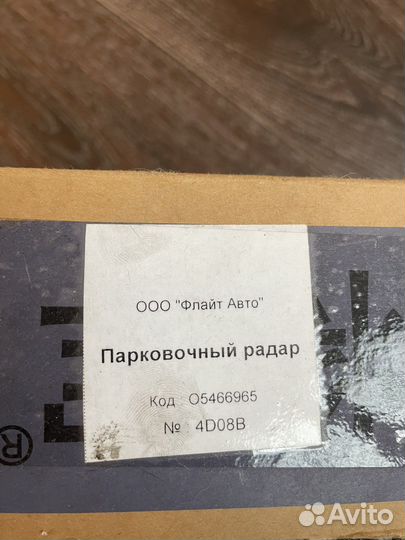 ООО "Флайт Авто"
Парковочный радар
Код О5466965
№ 4D08B
®
Avito